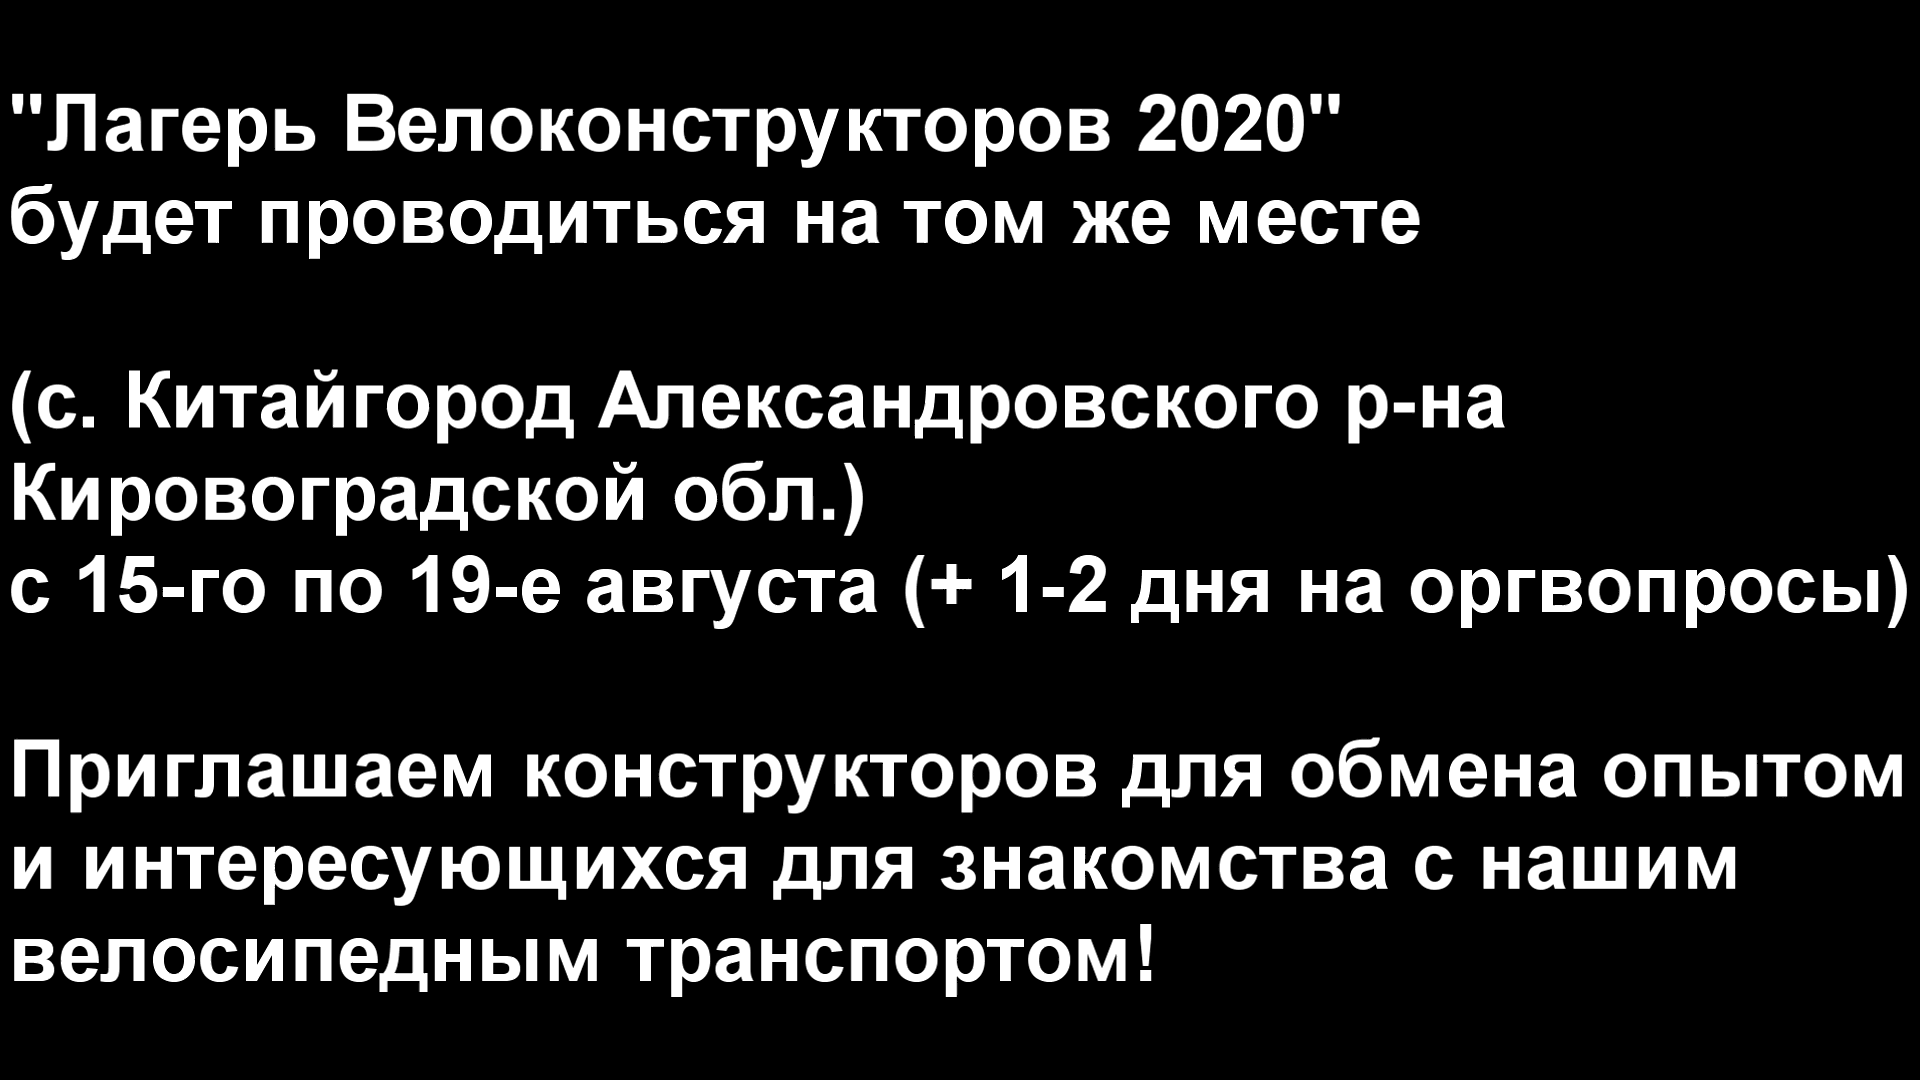 "Лагерь Велоконструкторов 2020"
будет проводиться на том же месте
(с. Китайгород Александровского р-на
Кировоградской обл.)
с 15-го по 19-е августа (+ 1-2 дня на оргвопросы)
Приглашаем конструкторов для обмена опытом
и интересующихся для знакомства с нашим
велосипедным транспортом!